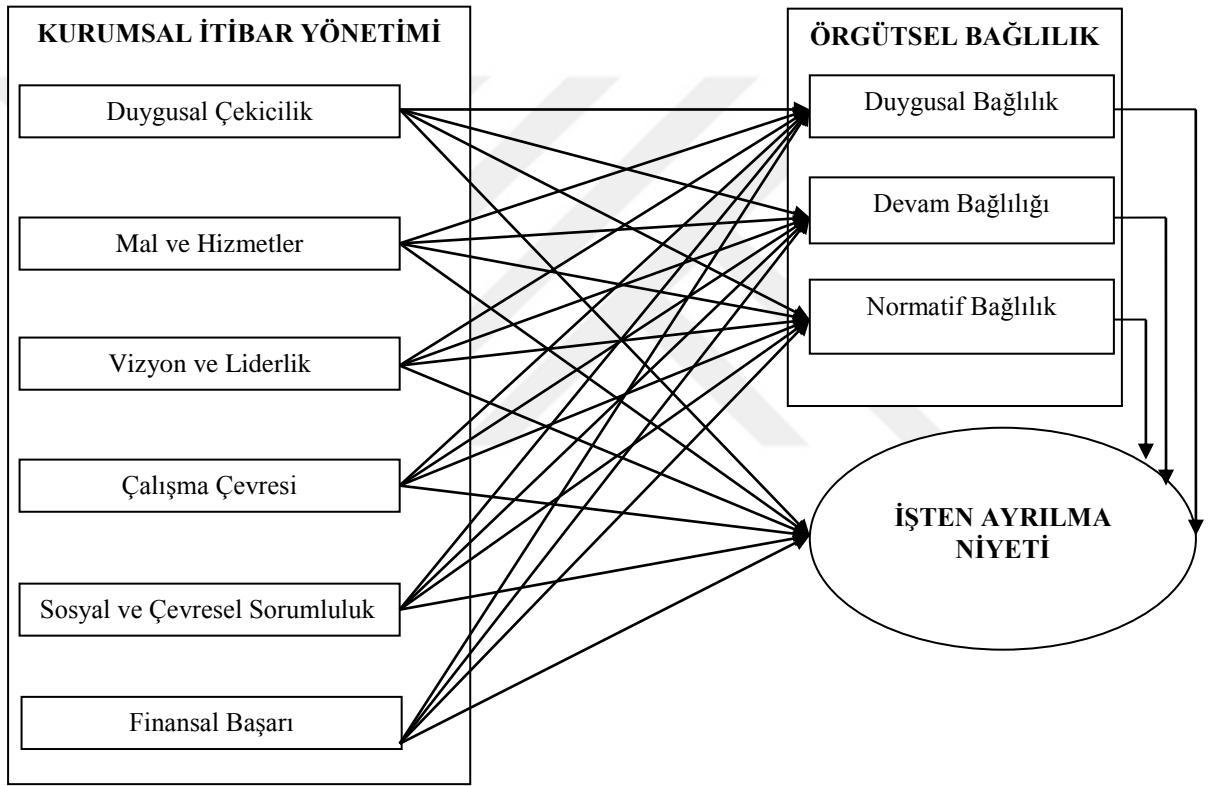 KURUMSAL İTİBAR YÖNETİMİ
Duygusal Çekicilik
Mal ve Hizmetler
Vizyon ve Liderlik
Çalışma Çevresi
Sosyal ve Çevresel Sorumluluk
Finansal Başarı
ÖRGÜTSEL BAĞLILIK
Duygusal Bağlılık
Devam Bağlılığı
Normatif Bağlılık
İŞTEN AYRILMA
NİYETİ